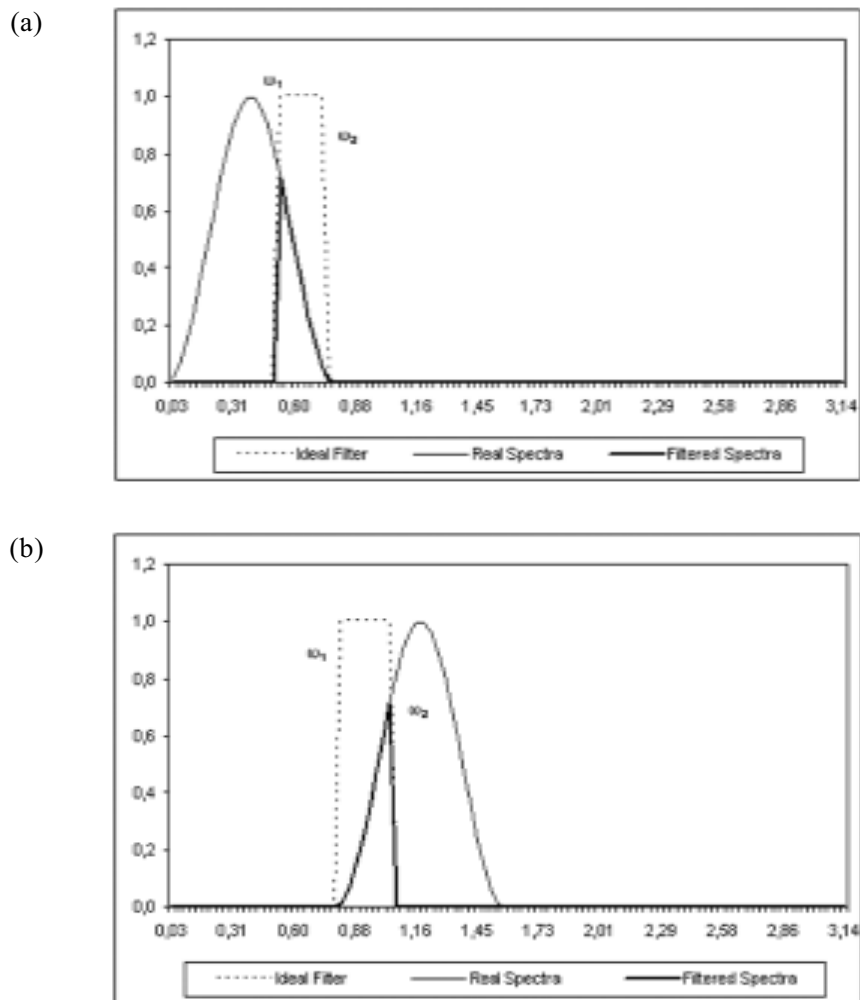 (a)
1,2
1,0
0,8
0,6
0,4
0,2
0,0
ω1
ω2
0,03 0,31 0,60 0,88 1,16 1,45 1,73 2,01 2,29 2,58 2,86 3,14
Ideal Filter Real Spectra Filtered Spectra
(b)
1,2
1,0
0,8
0,6
0,4
0,2
0,0
ω1
ω2
0,03 0,31 0,60 0,88 1,16 1,45 1,73 2,01 2,29 2,58 2,86 3,14
Ideal Filter Real Spectra Filtered Spectra